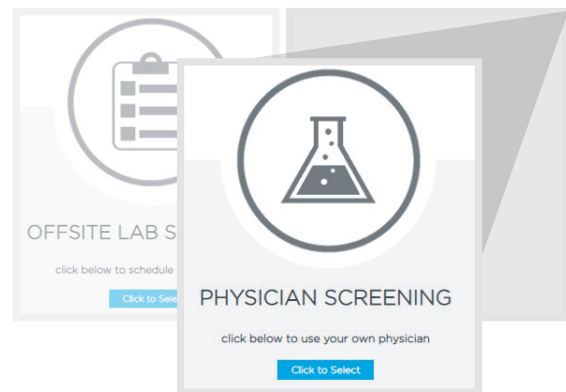 OFFSITE LAB S
click below to schedule
Click to Sele
PHYSICIAN SCREENING
click below to use your own physician
Click to Select